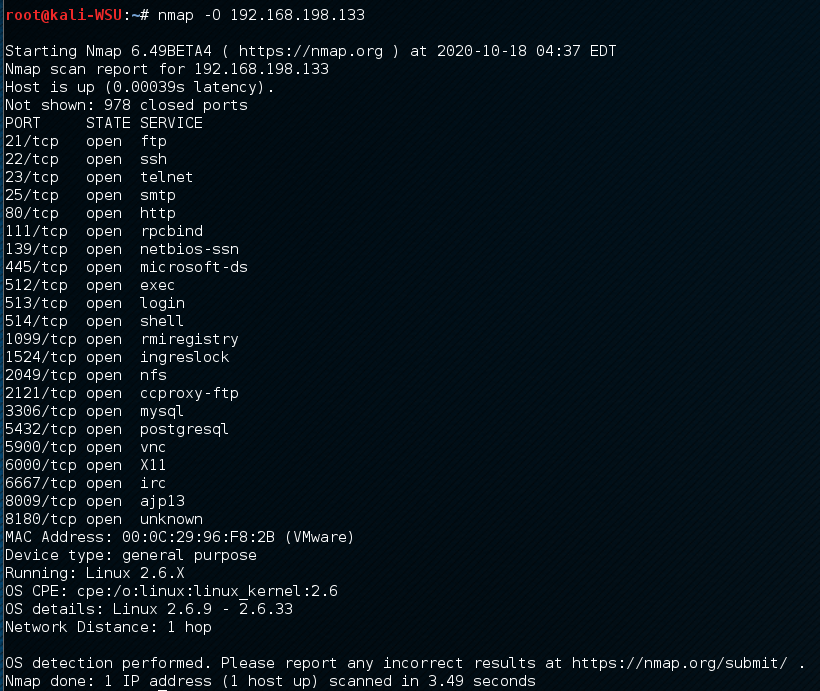 root@kali-WSU:~# nmap -O 192.168.198.133
Starting Nmap 6.49BETA4 ( https://nmap.org ) at 2020-10-18 04:37 EDT
Nmap scan report for 192.168.198.133
Host is up (0.00039s latency).
Not shown: 978 closed ports
PORT     STATE SERVICE
21/tcp   open  ftp
22/tcp   open  ssh
23/tcp   open  telnet
25/tcp   open  smtp
80/tcp   open  http
111/tcp  open  rpcbind
139/tcp  open  netbios-ssn
445/tcp  open  microsoft-ds
512/tcp  open  exec
513/tcp  open  login
514/tcp  open  shell
1099/tcp open  rmiregistry
1524/tcp open  ingreslock
2049/tcp open  nfs
2121/tcp open  ccproxy-ftp
3306/tcp open  mysql
5432/tcp open  postgresql
5900/tcp open  vnc
6000/tcp open  X11
6667/tcp open  irc
8009/tcp open  ajp13
8180/tcp open  unknown
MAC Address: 00:0C:29:96:F8:2B (VMware)
Device type: general purpose
Running: Linux 2.6.X
OS CPE: cpe:/o:linux:linux_kernel:2.6
OS details: Linux 2.6.9 - 2.6.33
Network Distance: 1 hop
OS detection performed. Please report any incorrect results at https://nmap.org/submit/ .
Nmap done: 1 IP address (1 host up) scanned in 3.49 seconds